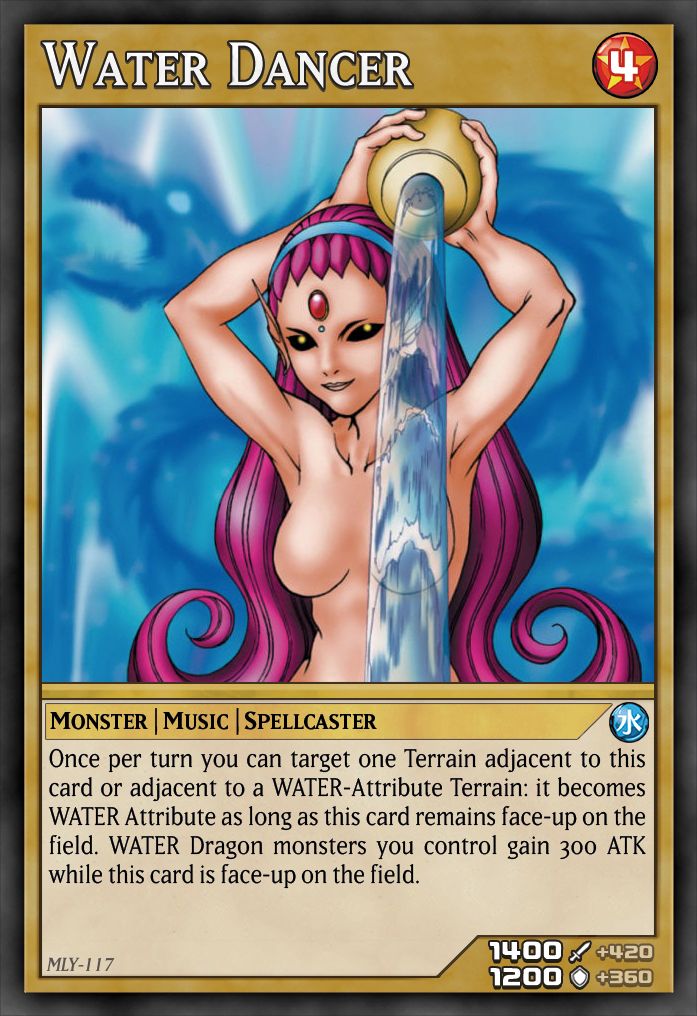 Water Dancer
4
Monster | Music | Spellcaster
水
Once per turn you can target one Terrain adjacent to this
card or adjacent to a WATER-Attribute Terrain: it becomes
WATER Attribute as long as this card remains face-up on the
field. WATER Dragon monsters you control gain 300 ATK
while this card is face-up on the field.
1400 +420
MLY-117
1200 +360